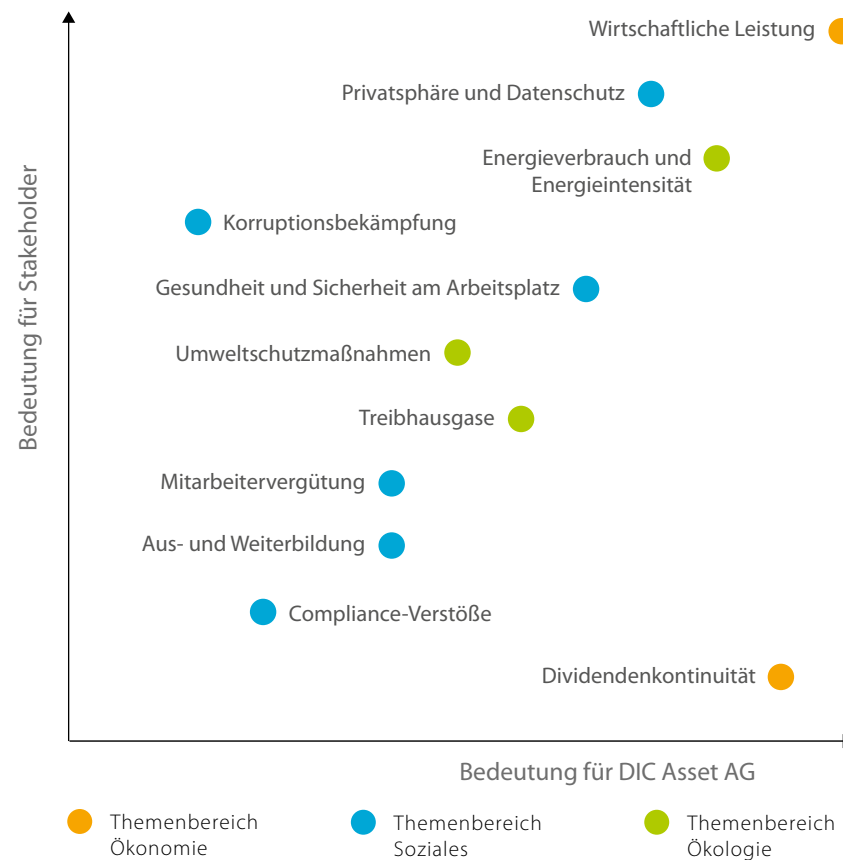 Wirtschaftliche Leistung
Privatsphäre und Datenschutz
Energieverbrauch und
Energieintensität
Korruptionsbekämpfung
Gesundheit und Sicherheit am Arbeitsplatz
Umweltschutzmaßnahmen
Treibhausgase
Mitarbeitervergütung
Aus- und Weiterbildung
Compliance-Verstöße
Dividendenkontinuität
Bedeutung für Stakeholder
Bedeutung für DIC Asset AG
Themenbereich
Ökonomie
Themenbereich
Soziales
Themenbereich
Ökologie